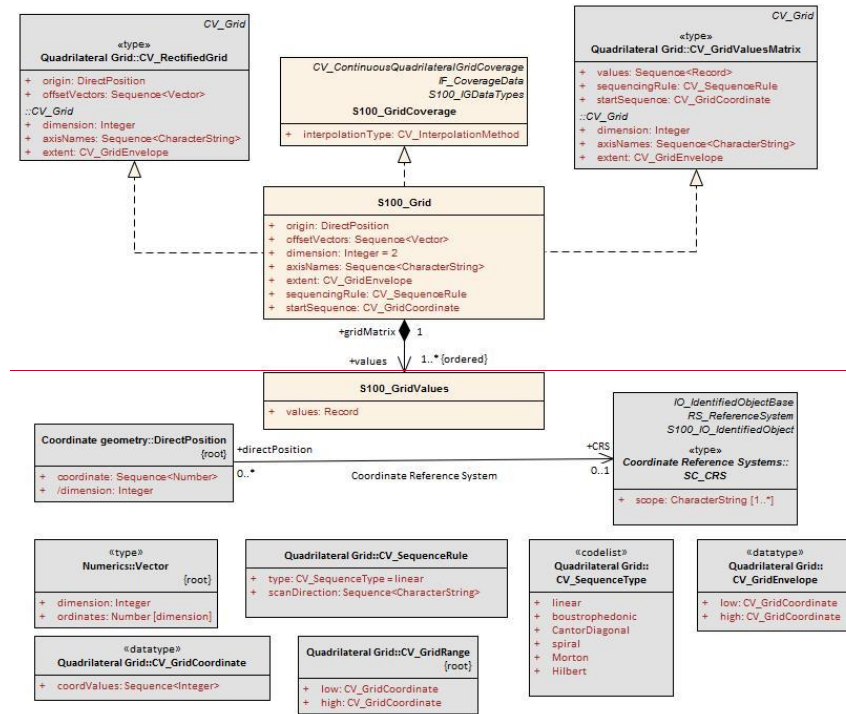 CV_Grid
«type»
Quadrilateral Grid::CV_RectifiedGrid
+ origin: DirectPosition
+ offsetVectors: Sequence<Vector>
::CV_Grid
+ dimension: Integer
+ axisNames: Sequence<CharacterString>
+ extent: CV_GridEnvelope
CV_ContinuousQuadrilateralGridCoverage
IF_CoverageData
S100_IGDataTypes
S100_GridCoverage
+ interpolationType: CV_InterpolationMethod
CV_Grid
«type»
Quadrilateral Grid::CV_GridValuesMatrix
+ values: Sequence<Record>
+ sequencingRule: CV_SequenceRule
+ startSequence: CV_GridCoordinate
::CV_Grid
+ dimension: Integer
+ axisNames: Sequence<CharacterString>
+ extent: CV_GridEnvelope
S100_Grid
+ origin: DirectPosition
+ offsetVectors: Sequence<Vector>
+ dimension: Integer = 2
+ axisNames: Sequence<CharacterString>
+ extent: CV_GridEnvelope
+ sequencingRule: CV_SequenceRule
+ startSequence: CV_GridCoordinate
+gridMatrix 1
+values 1..* {ordered}
S100_GridValues
+ values: Record
Coordinate geometry::DirectPosition
{root}
+ coordinate: Sequence<Number>
+ /dimension: Integer
+directPosition
0..*
Coordinate Reference System
+CRS
0..1
IO_IdentifiedObjectBase
RS_ReferenceSystem
S100_IO_IdentifiedObject
«type»
Coordinate Reference Systems::
SC_CRS
+ scope: CharacterString [1..*]
«type»
Numerics::Vector
{root}
+ dimension: Integer
+ ordinates: Number [dimension]
Quadrilateral Grid::CV_SequenceRule
+ type: CV_SequenceType = linear
+ scanDirection: Sequence<CharacterString>
«codelist»
Quadrilateral Grid::
CV_SequenceType
+ linear
+ boustrophedonic
+ CantorDiagonal
+ spiral
+ Morton
+ Hilbert
«datatype»
Quadrilateral Grid::
CV_GridEnvelope
+ low: CV_GridCoordinate
+ high: CV_GridCoordinate
«datatype»
Quadrilateral Grid::CV_GridCoordinate
+ coordValues: Sequence<Integer>
Quadrilateral Grid::CV_GridRange
{root}
+ low: CV_GridCoordinate
+ high: CV_GridCoordinate